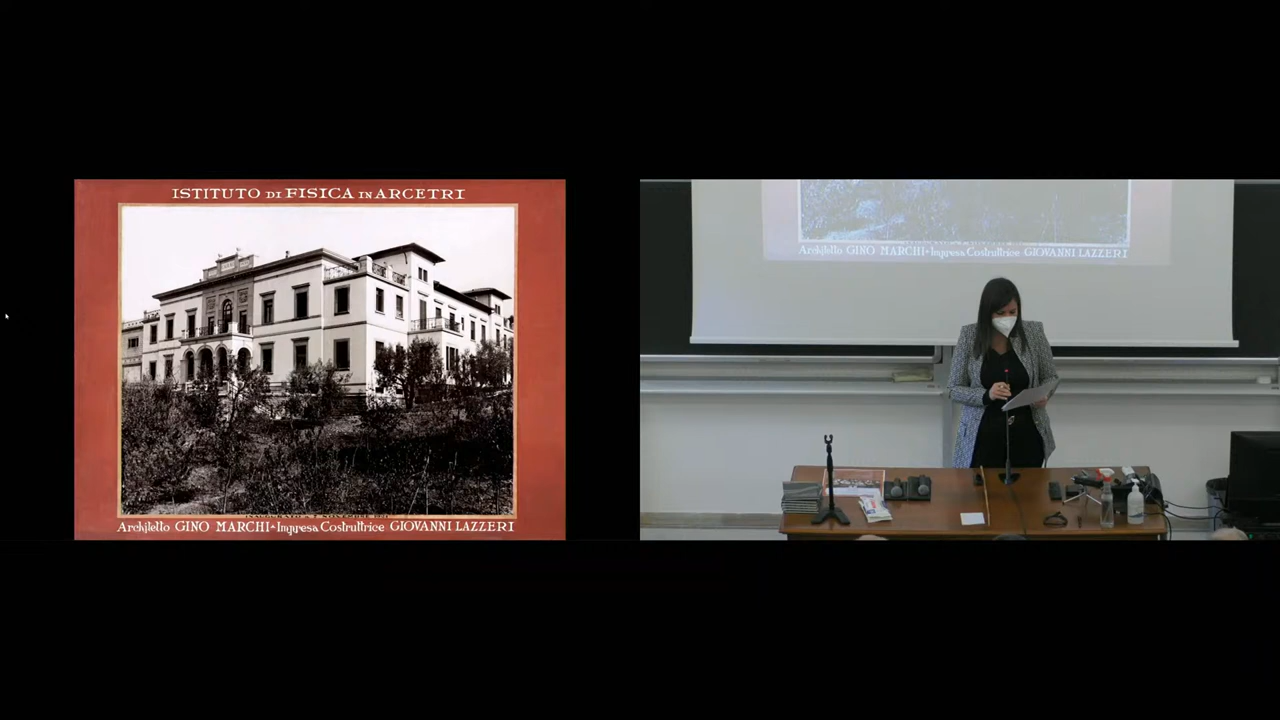 ISTITUTO DI FISICA IN ARCETRI
Architetto GINO MARCHI - Impresa Costruttrice GIOVANNI LAZZERI
Architetto GINO MARCHI - Impresa Costruttrice GIOVANNI LAZZERI